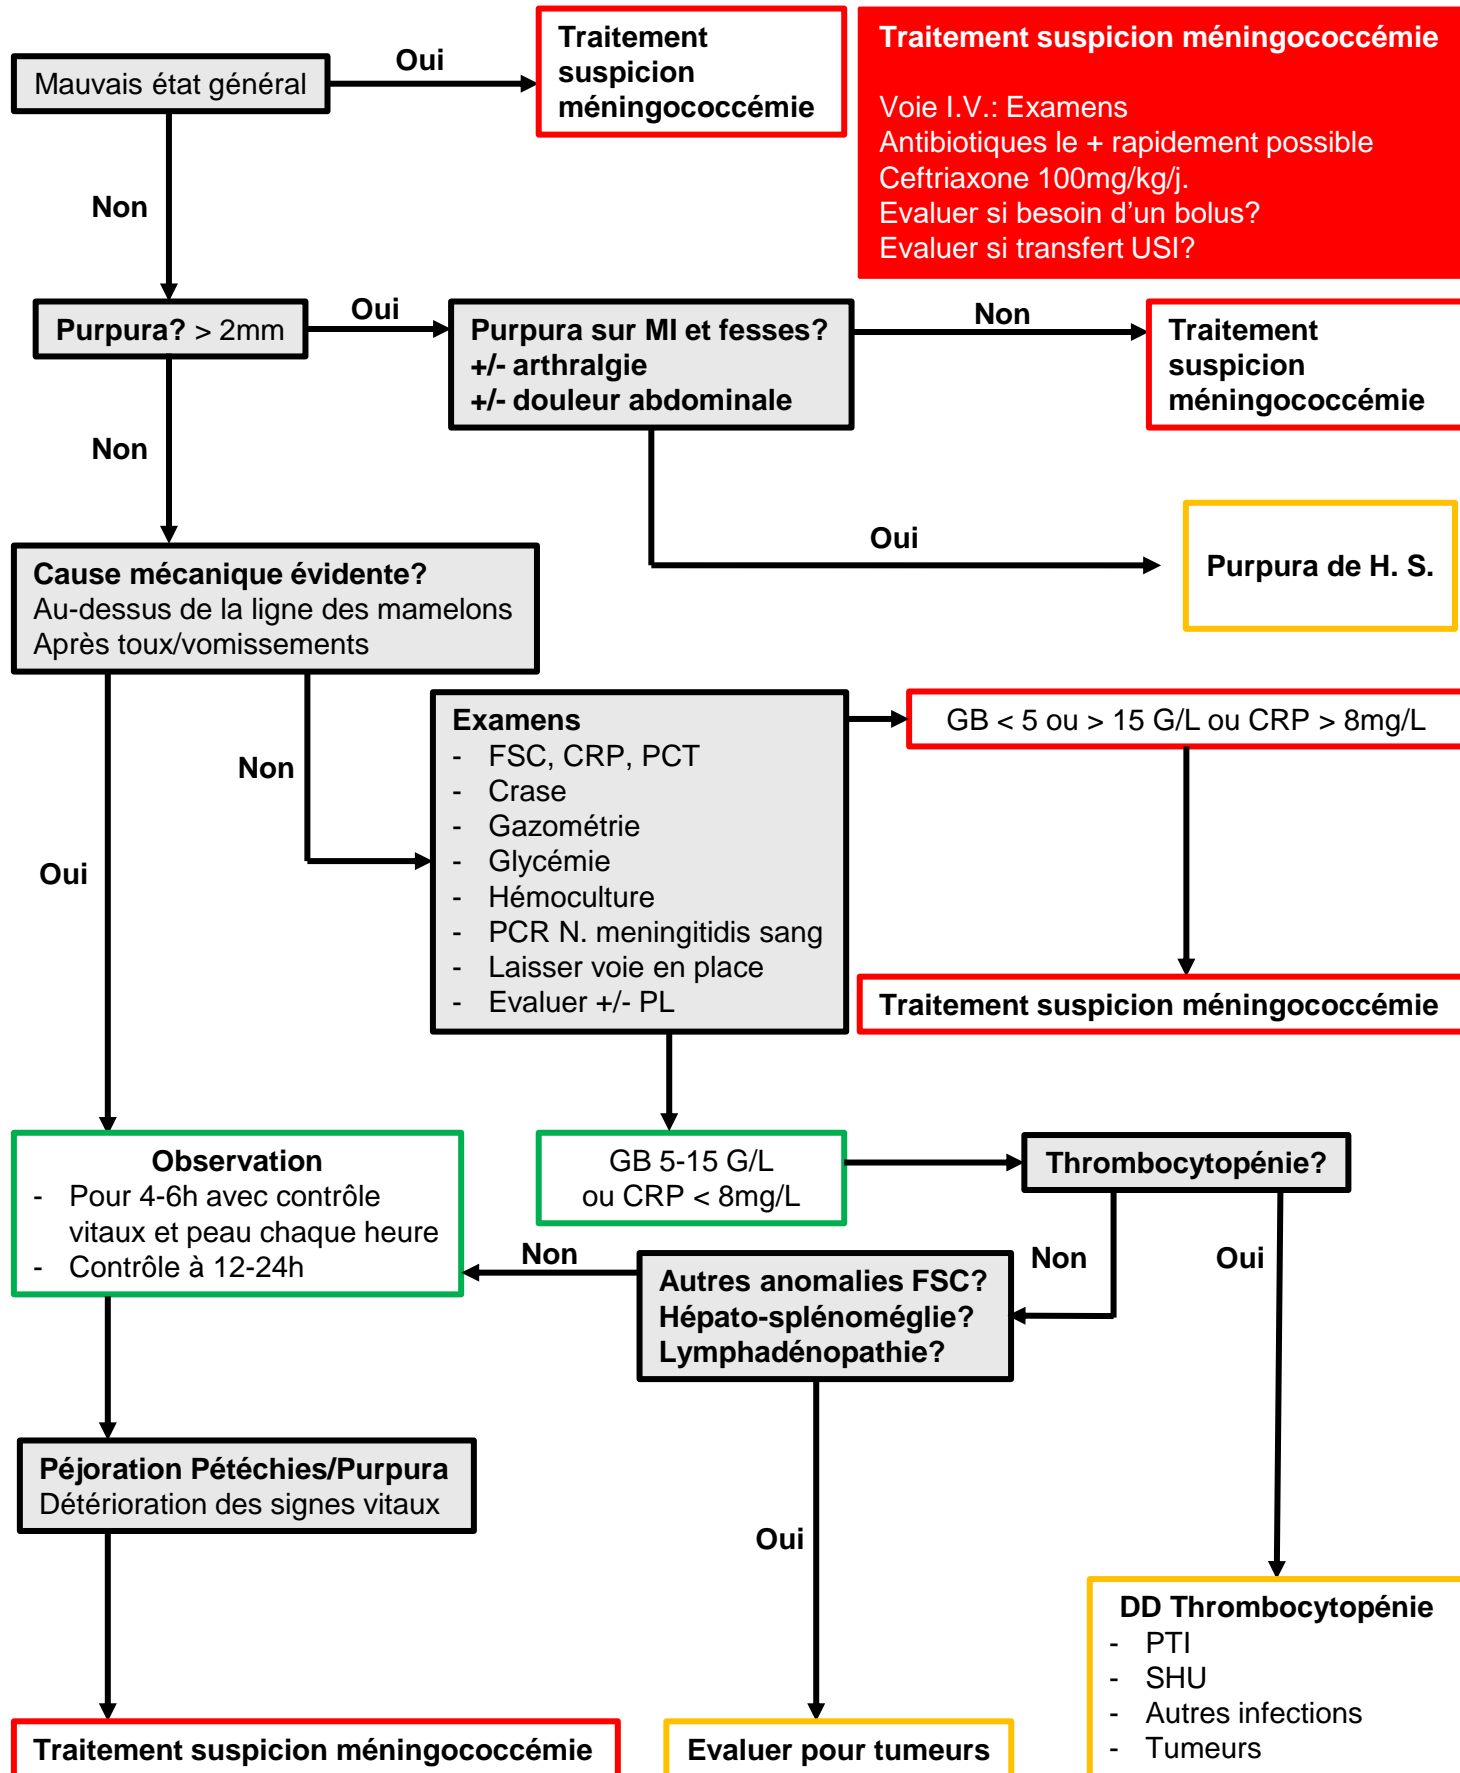 Mauvais état général
Oui
Traitement
suspicion
méningococcémie
Traitement suspicion méningococcémie
Voie I.V.: Examens
Antibiotiques le + rapidement possible
Ceftriaxone 100mg/kg/j.
Evaluer si besoin d'un bolus?
Evaluer si transfert USI?
Non
Purpura? > 2mm
Oui
Purpura sur MI et fesses?
+/- arthralgie
+/- douleur abdominale
Non
Traitement
suspicion
méningococcémie
Non
Oui
Purpura de H. S.
Cause mécanique évidente?
Au-dessus de la ligne des mamelons
Après toux/vomissements
Non
Oui
Examens
- FSC, CRP, PCT
- Crase
- Gazométrie
- Glycémie
- Hémoculture
- PCR N. meningitidis sang
- Laisser voie en place
- Evaluer +/- PL
GB < 5 ou > 15 G/L ou CRP > 8mg/L
Traitement suspicion méningococcémie
Observation
- Pour 4-6h avec contrôle
vitaux et peau chaque heure
- Contrôle à 12-24h
GB 5-15 G/L
ou CRP < 8mg/L
Thrombocytopénie?
Non
Oui
Non
Autres anomalies FSC?
Hépato-splénoméglie?
Lymphadénopathie?
Péjoration Pétéchies/Purpura
Détérioration des signes vitaux
Oui
Traitement suspicion méningococcémie
Evaluer pour tumeurs
DD Thrombocytopénie
- PTI
- SHU
- Autres infections
- Tumeurs